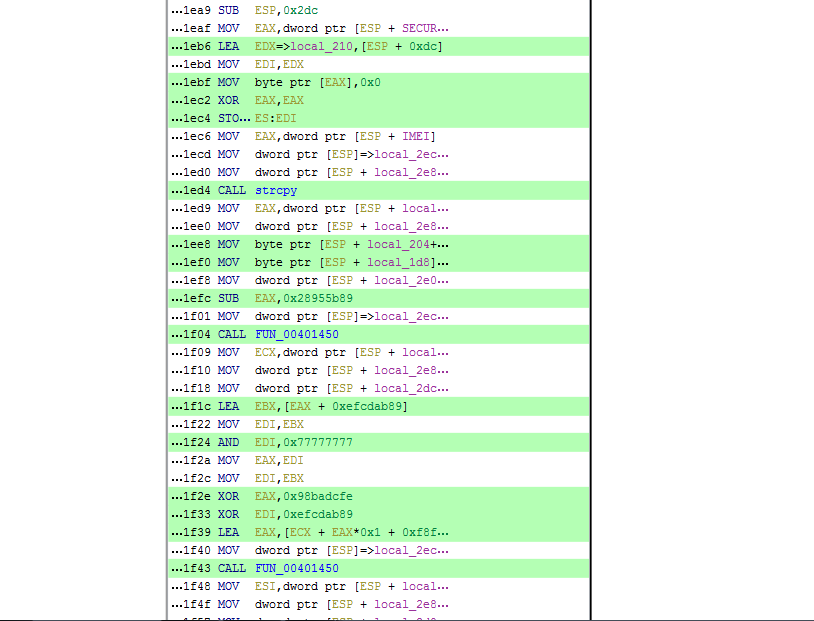 ...1ea9 SUB ESP,0x2dc
...1eaf MOV EAX,dword ptr [ESP + SECUR...
...1eb6 LEA EDX=>local_210,[ESP + 0xdc]
...1ebd MOV EDI,EDX
...1ebf MOV byte ptr [EAX],0x0
...1ec2 XOR EAX,EAX
...1ec4 STO... ES:EDI
...1ec6 MOV EAX,dword ptr [ESP + IMEI]
...1ecd MOV dword ptr [ESP]=>local_2ec...
...1ed0 MOV dword ptr [ESP + local_2e8...
...1ed4 CALL strcpy
...1ed9 MOV EAX,dword ptr [ESP + local...
...1ee0 MOV dword ptr [ESP + local_2e8...
...1ee8 MOV byte ptr [ESP + local_204+...
...1ef0 MOV byte ptr [ESP + local_1d8]...
...1ef8 MOV dword ptr [ESP + local_2e0...
...1efc SUB EAX,0x28955b89
...1f01 MOV dword ptr [ESP]=>local_2ec...
...1f04 CALL FUN_00401450
...1f09 MOV ECX,dword ptr [ESP + local...
...1f10 MOV dword ptr [ESP + local_2e8...
...1f18 MOV dword ptr [ESP + local_2dc...
...1f1c LEA EBX,[EAX + 0xefcdab89]
...1f22 MOV EDI,EBX
...1f24 AND EDI,0x77777777
...1f2a MOV EAX,EDI
...1f2c MOV EDI,EBX
...1f2e XOR EAX,0x98badcfe
...1f33 XOR EDI,0xefcdab89
...1f39 LEA EAX,[ECX + EAX*0x1 + 0xf8f...
...1f40 MOV dword ptr [ESP]=>local_2ec...
...1f43 CALL FUN_00401450
...1f48 MOV ESI,dword ptr [ESP + local...
...1f4f MOV dword ptr [ESP + local_2e8...